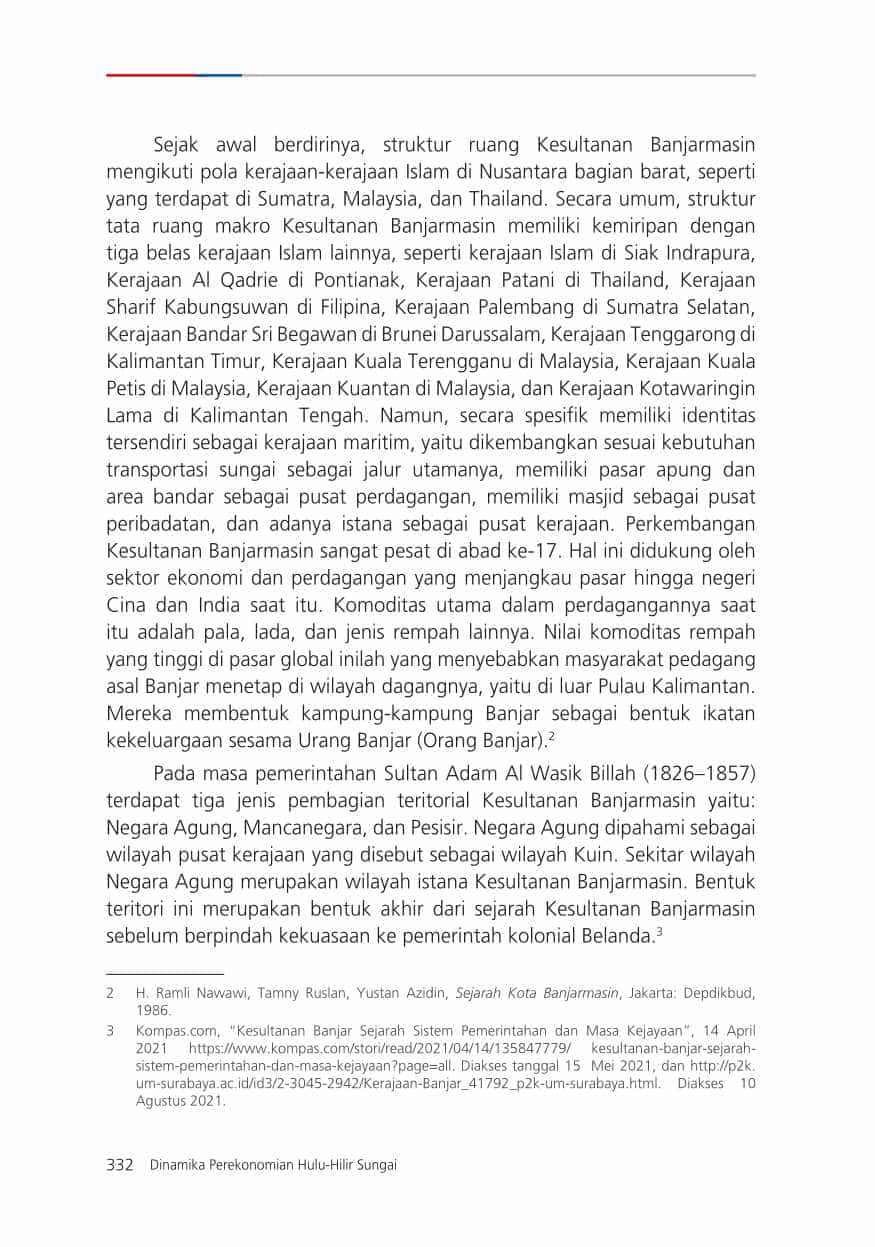 Sejak awal berdirinya, struktur ruang Kesultanan Banjarmasin
mengikuti pola kerajaan-kerajaan Islam di Nusantara bagian barat, seperti
yang terdapat di Sumatra, Malaysia, dan Thailand. Secara umum, struktur
tata ruang makro Kesultanan Banjarmasin memiliki kemiripan dengan
tiga belas kerajaan Islam lainnya, seperti kerajaan Islam di Siak Indrapura,
Kerajaan Al Qadrie di Pontianak, Kerajaan Patani di Thailand, Kerajaan
Sharif Kabungsuwan di Filipina, Kerajaan Palembang di Sumatra Selatan,
Kerajaan Bandar Sri Begawan di Brunei Darussalam, Kerajaan Tenggarong di
Kalimantan Timur, Kerajaan Kuala Terengganu di Malaysia, Kerajaan Kuala
Petis di Malaysia, Kerajaan Kuantan di Malaysia, dan Kerajaan Kotawaringin
Lama di Kalimantan Tengah. Namun, secara spesifik memiliki identitas
tersendiri sebagai kerajaan maritim, yaitu dikembangkan sesuai kebutuhan
transportasi sungai sebagai jalur utamanya, memiliki pasar apung dan
area bandar sebagai pusat perdagangan, memiliki masjid sebagai pusat
peribadatan, dan adanya istana sebagai pusat kerajaan. Perkembangan
Kesultanan Banjarmasin sangat pesat di abad ke-17. Hal ini didukung oleh
sektor ekonomi dan perdagangan yang menjangkau pasar hingga negeri
Cina dan India saat itu. Komoditas utama dalam perdagangannya saat
itu adalah pala, lada, dan jenis rempah lainnya. Nilai komoditas rempah
yang tinggi di pasar global inilah yang menyebabkan masyarakat pedagang
asal Banjar menetap di wilayah dagangnya, yaitu di luar Pulau Kalimantan.
Mereka membentuk kampung-kampung Banjar sebagai bentuk ikatan
kekeluargaan sesama Urang Banjar (Orang Banjar).²
Pada masa pemerintahan Sultan Adam Al Wasik Billah (1826–1857)
terdapat tiga jenis pembagian teritorial Kesultanan Banjarmasin yaitu:
Negara Agung, Mancanegara, dan Pesisir. Negara Agung dipahami sebagai
wilayah pusat kerajaan yang disebut sebagai wilayah Kuin. Sekitar wilayah
Negara Agung merupakan wilayah istana Kesultanan Banjarmasin. Bentuk
teritori ini merupakan bentuk akhir dari sejarah Kesultanan Banjarmasin
sebelum berpindah kekuasaan ke pemerintah kolonial Belanda.³
2 H. Ramli Nawawi, Tamny Ruslan, Yustan Azidin, Sejarah Kota Banjarmasin, Jakarta: Depdikbud,
1986.
3 Kompas.com, “Kesultanan Banjar Sejarah Sistem Pemerintahan dan Masa Kejayaan”, 14 April
2021 https://www.kompas.com/stori/read/2021/04/14/135847779/ kesultanan-banjar-sejarah-
sistem-pemerintahan-dan-masa-kejayaan?page=all. Diakses tanggal 15 Mei 2021, dan http://p2k.
um-surabaya.ac.id/id3/2-3045-2942/Kerajaan-Banjar_41792_p2k-um-surabaya.html. Diakses 10
Agustus 2021.
332 Dinamika Perekonomian Hulu-Hilir Sungai